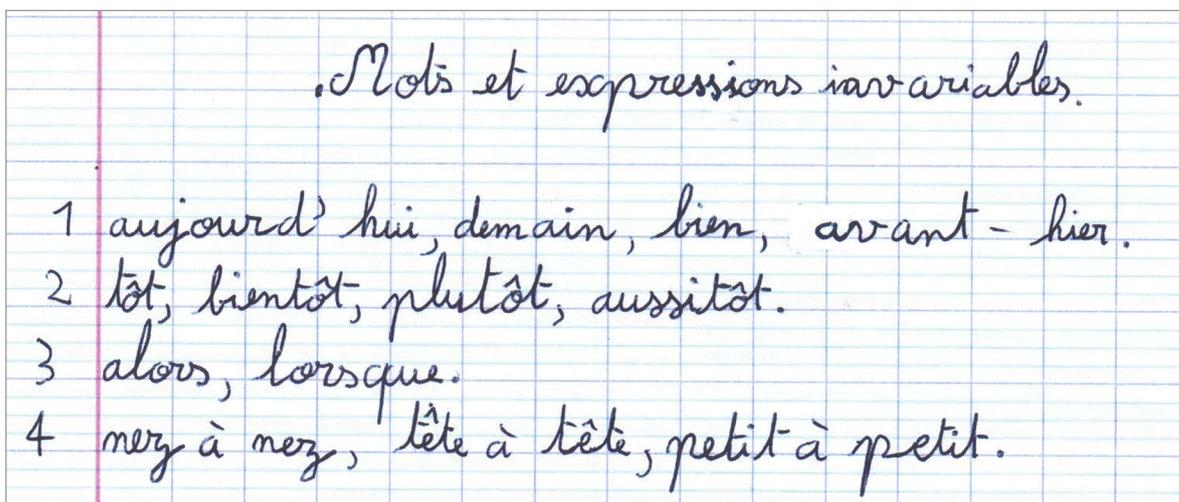 Mots et expressions invariables.
1 aujourd'hui, demain, bien, avant-hier.
2 tôt, bientôt, plutôt, aussitôt.
3 alors, lorsque.
4 nez à nez, tête à tête, petit à petit.